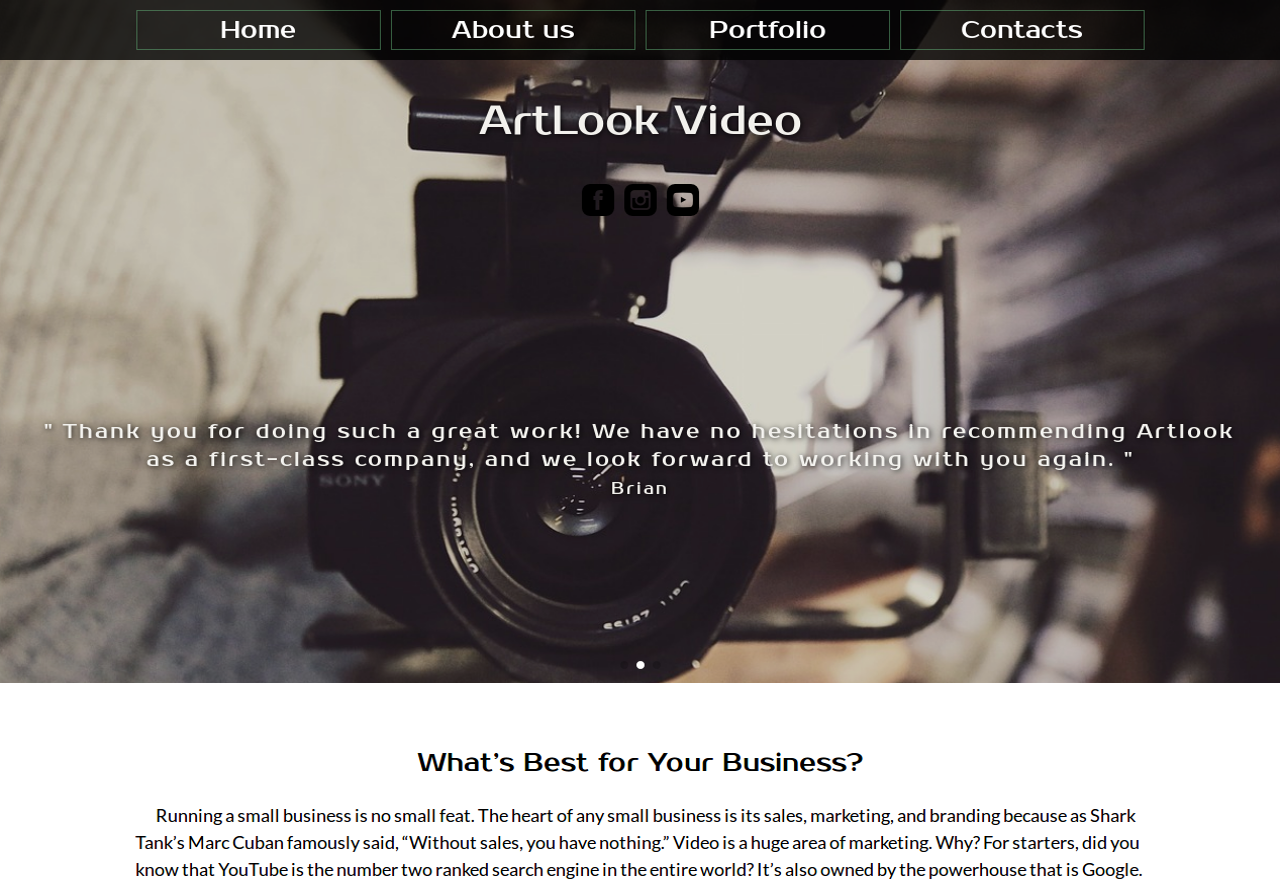 Home
About us
Portfolio
Contacts
ArtLook Video
" Thank you for doing such a great work! We have no hesitations in recommending Artlook
as a first-class company, and we look forward to working with you again. "
SONY
Brian
What’s Best for Your Business?
Running a small business is no small feat. The heart of any small business is its sales, marketing, and branding because as Shark
Tank’s Marc Cuban famously said, “Without sales, you have nothing.” Video is a huge area of marketing. Why? For starters, did you
know that YouTube is the number two ranked search engine in the entire world? It’s also owned by the powerhouse that is Google.